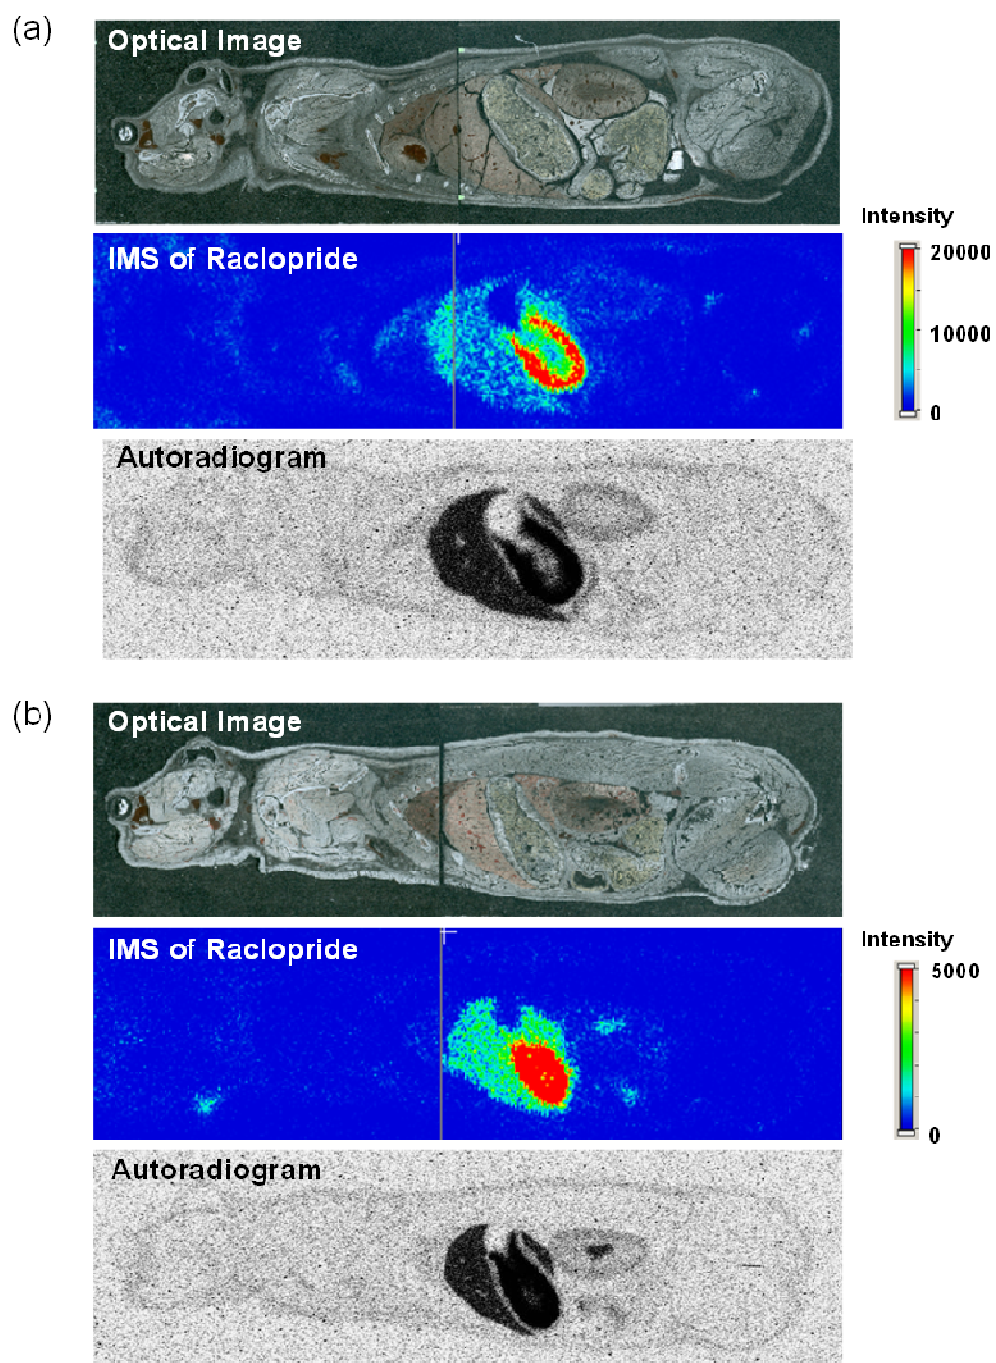 (a)
Optical Image
IMS of Raclopride
Intensity
20000
10000
0
Autoradiogram
(b)
Optical Image
IMS of Raclopride
Intensity
5000
0
Autoradiogram